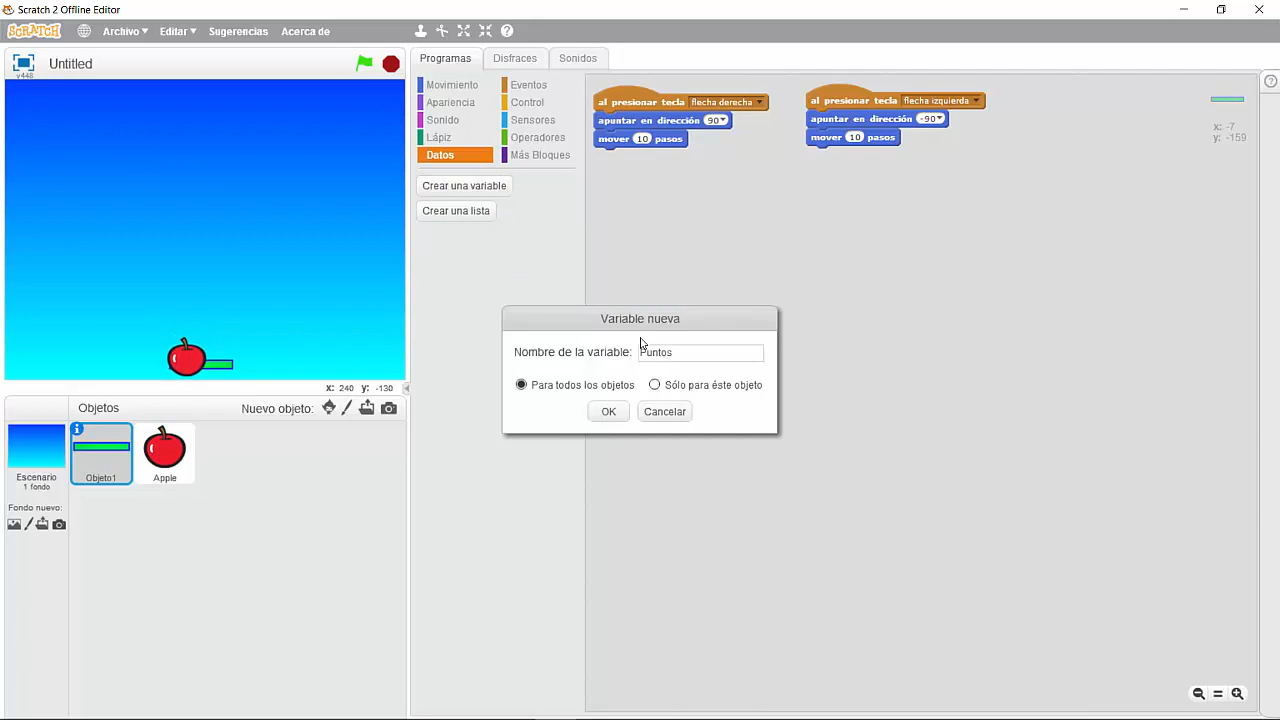 Scratch 2 Offline Editor
SCRATCH
Archivo
Editar
Sugerencias
Acerca de
v448
Untitled
Programas
Disfraces
Sonidos
Movimiento
Eventos
Apariencia
Control
Sonido
Sensores
Lápiz
Operadores
Datos
Más Bloques
Crear una variable
Crear una lista
al presionar tecla flecha derecha
apuntar en dirección 90
mover 10 pasos
al presionar tecla flecha izquierda
apuntar en dirección -90
mover 10 pasos
x: -7
y: -159
Variable nueva
Nombre de la variable: Puntos
Para todos los objetos
Sólo para éste objeto
OK
Cancelar
x: 240 y: -130
Objetos
Nuevo objeto:
Escenario
1 fondo
Objeto1
Apple
Fondo nuevo: